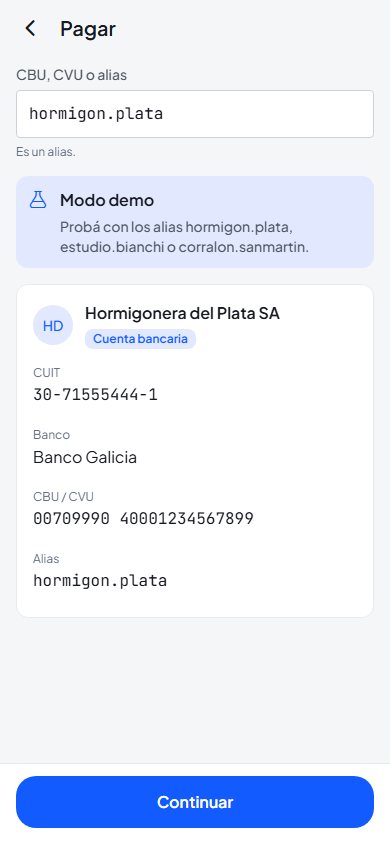 Pagar
CBU, CVU o alias
hormigon.plata
Es un alias.
Modo demo
Probá con los alias hormigon.plata,
estudio.bianchi o corralon.sanmartin.
HD
Hormigonera del Plata SA
Cuenta bancaria
CUIT
30-71555444-1
Banco
Banco Galicia
CBU / CVU
00709990 40001234567899
Alias
hormigon.plata
Continuar